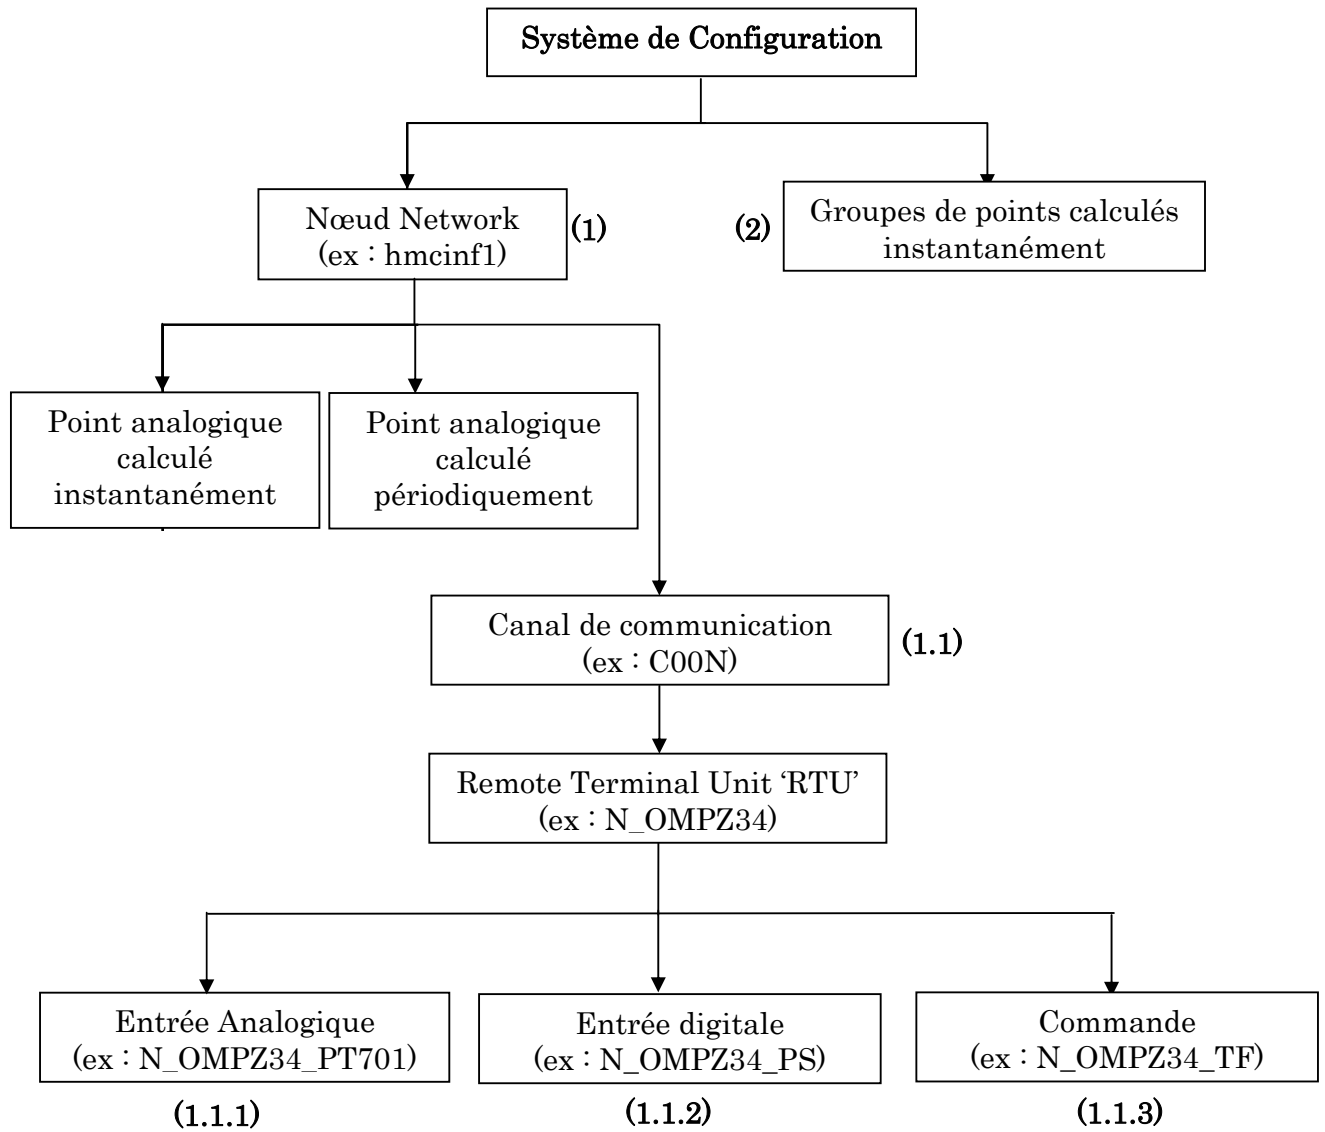 Système de Configuration
Nœud Network
(ex : hmcinf1)
(1)
(2)
Groupes de points calculés
instantanément
Point analogique
calculé
instantanément
Point analogique
calculé
périodiquement
Canal de communication
(ex : C00N)
(1.1)
Remote Terminal Unit ‘RTU’
(ex : N_OMPZ34)
Entrée Analogique
(ex : N_OMPZ34_PT701)
Entrée digitale
(ex : N_OMPZ34_PS)
Commande
(ex : N_OMPZ34_TF)
(1.1.1)
(1.1.2)
(1.1.3)